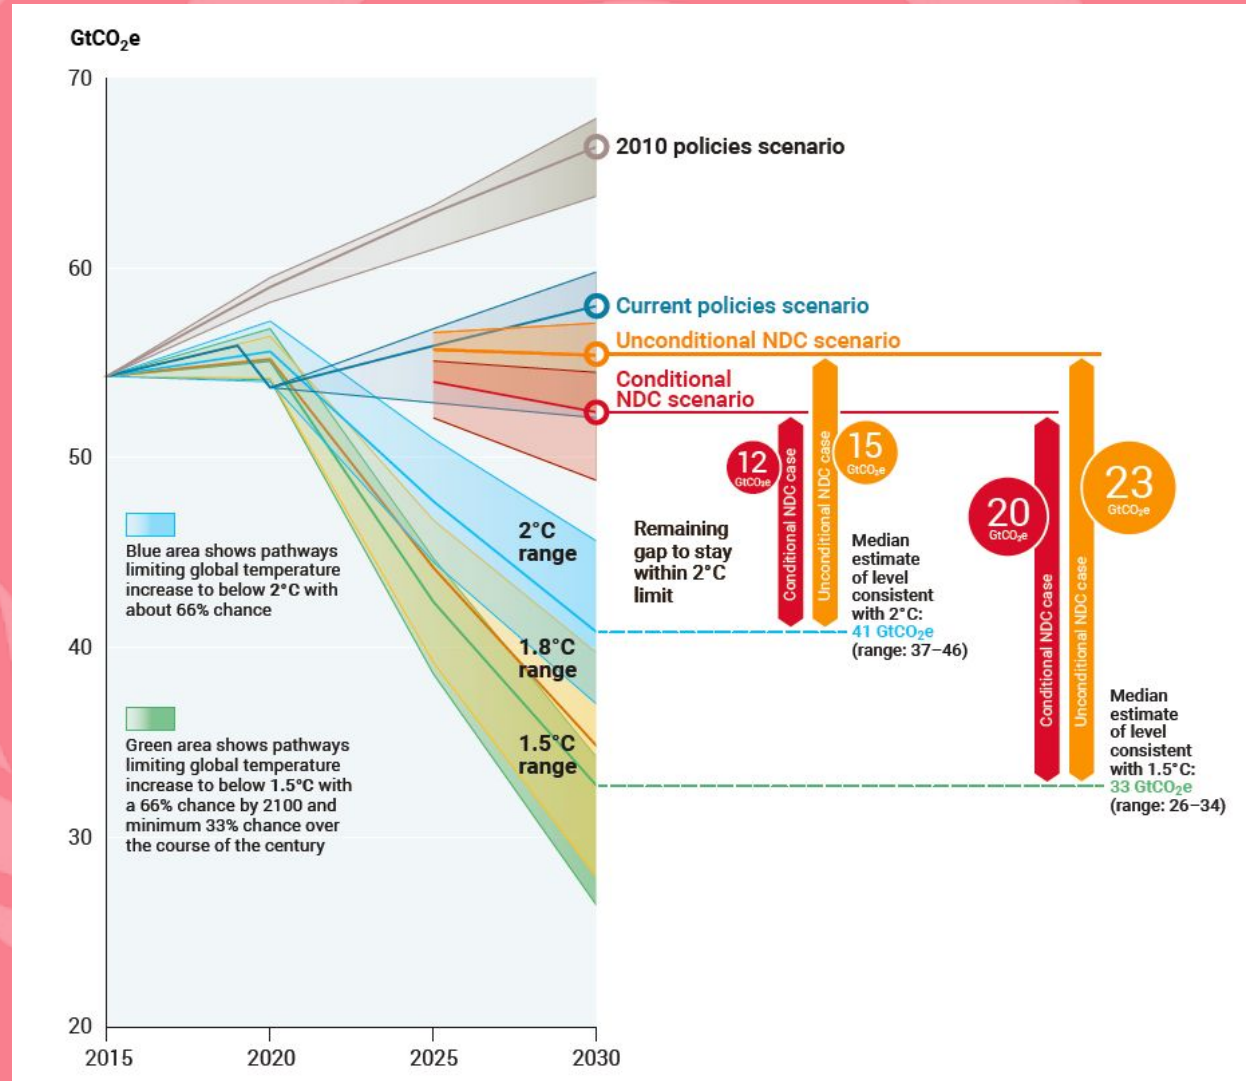 GtCO₂e
70
60
50
40
30
20
2015
2020
2025
2030
2010 policies scenario
Current policies scenario
Unconditional NDC scenario
Conditional
NDC scenario
2°C
range
1.8°C
range
1.5°C
range
Blue area shows pathways
limiting global temperature
increase to below 2°C with
about 66% chance
Green area shows pathways
limiting global temperature
increase to below 1.5°C with
a 66% chance by 2100 and
minimum 33% chance over
the course of the century
Remaining
gap to stay
within 2°C
limit
12
GtCO₂e
Conditional NDC case
Unconditional NDC case
15
GtCO₂e
Median
estimate
of level
consistent
with 2°C:
41 GtCO₂e
(range: 37–46)
20
GtCO₂e
Conditional NDC case
Unconditional NDC case
23
GtCO₂e
Median
estimate
of level
consistent
with 1.5°C:
33 GtCO₂e
(range: 26–34)